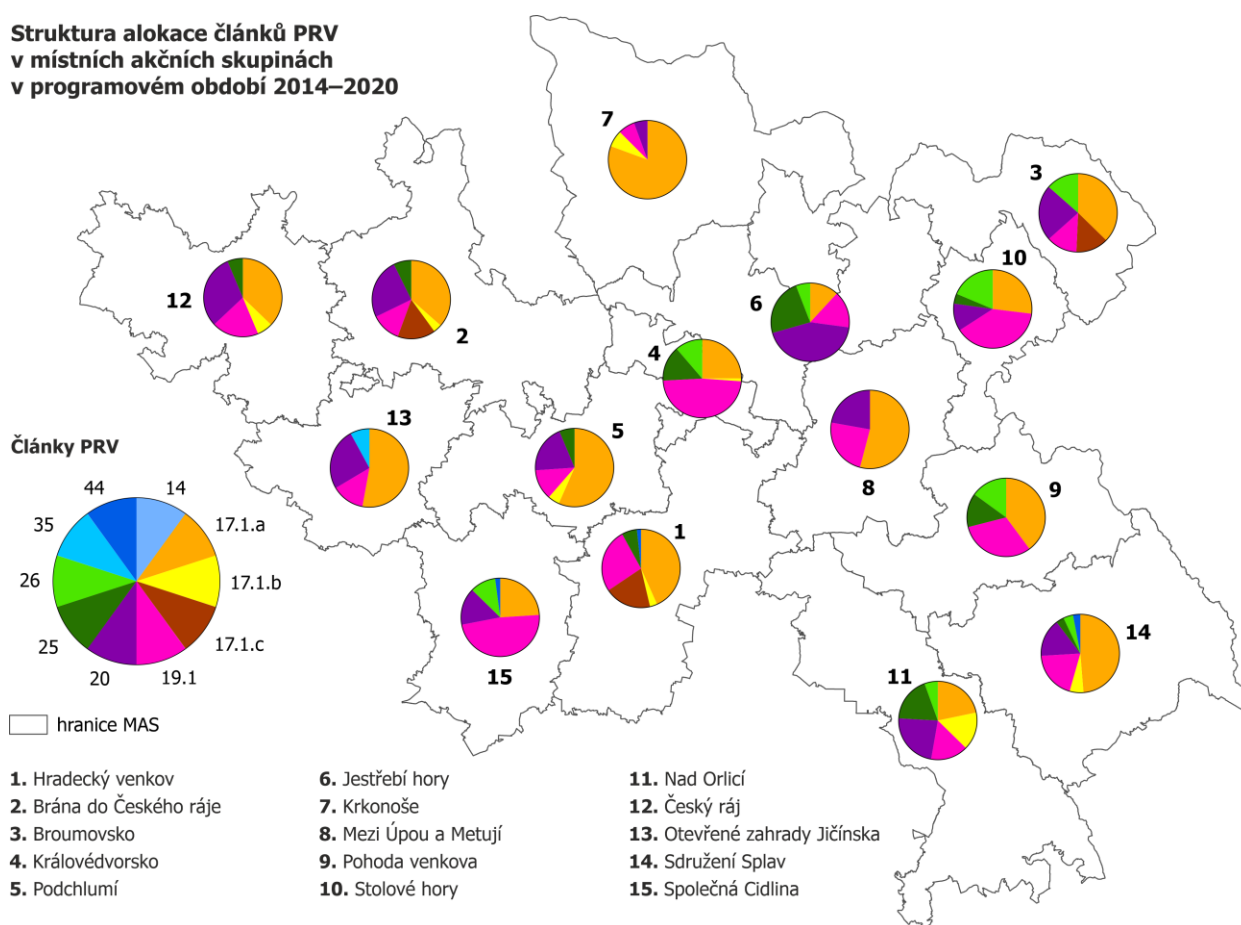 Struktura alokace článků PRV
v místních akčních skupinách
v programovém období 2014–2020
7
3
10
12
2
6
4
13
5
8
9
1
14
15
11
Články PRV
44
14
35
17.1.a
26
17.1.b
25
17.1.c
20
19.1
hranice MAS
1. Hradecký venkov
2. Brána do Českého ráje
3. Broumovsko
4. Královédvorsko
5. Podchlumí
6. Jestřebí hory
7. Krkonoše
8. Mezi Úpou a Metují
9. Pohoda venkova
10. Stolové hory
11. Nad Orlicí
12. Český ráj
13. Otevřené zahrady Jičínska
14. Sdružení Splav
15. Společná Cidlina